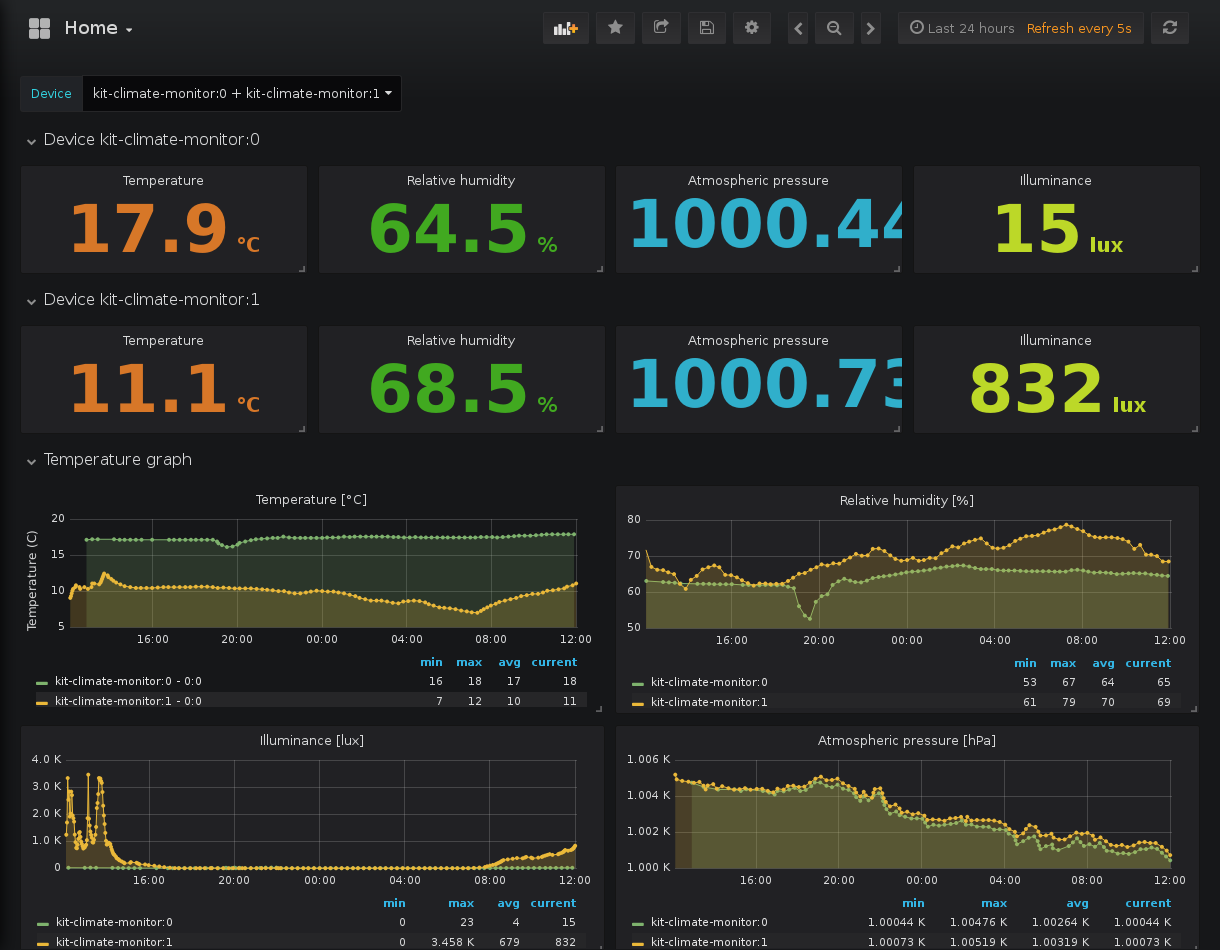 Home
Last 24 hours Refresh every 5s
Device kit-climate-monitor:0 + kit-climate-monitor:1
Device kit-climate-monitor:0
Temperature Relative humidity Atmospheric pressure Illuminance
17.9 °C 64.5 % 1000.44 15 lux
Device kit-climate-monitor:1
Temperature Relative humidity Atmospheric pressure Illuminance
11.1 °C 68.5 % 1000.73 832 lux
Temperature graph
Temperature [°C]
Temperature (C)
20
15
10
5
16:00 20:00 00:00 04:00 08:00 12:00
min max avg current
kit-climate-monitor:0 - 0:0 16 18 17 18
kit-climate-monitor:1 - 0:0 7 12 10 11
Relative humidity [%]
80
70
60
50
16:00 20:00 00:00 04:00 08:00 12:00
min max avg current
kit-climate-monitor:0 53 67 64 65
kit-climate-monitor:1 61 79 70 69
Illuminance [lux]
4.0 K
3.0 K
2.0 K
1.0 K
0
16:00 20:00 00:00 04:00 08:00 12:00
min max avg current
kit-climate-monitor:0 0 23 4 15
kit-climate-monitor:1 0 3.458 K 679 832
Atmospheric pressure [hPa]
1.006 K
1.004 K
1.002 K
1.000 K
16:00 20:00 00:00 04:00 08:00 12:00
min max avg current
kit-climate-monitor:0 1.00044 K 1.00476 K 1.00264 K 1.00044 K
kit-climate-monitor:1 1.00073 K 1.00519 K 1.00319 K 1.00073 K